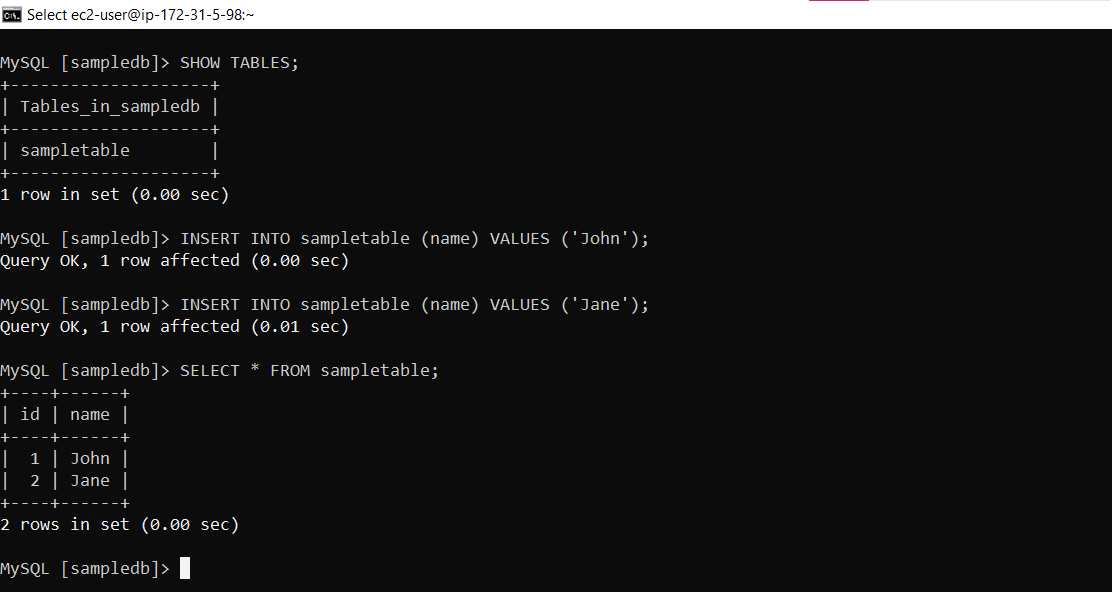 Select ec2-user@ip-172-31-5-98:~
MySQL [sampledb]> SHOW TABLES;
+--------------------+
| Tables_in_sampledb |
+--------------------+
| sampletable        |
+--------------------+
1 row in set (0.00 sec)
MySQL [sampledb]> INSERT INTO sampletable (name) VALUES ('John');
Query OK, 1 row affected (0.00 sec)
MySQL [sampledb]> INSERT INTO sampletable (name) VALUES ('Jane');
Query OK, 1 row affected (0.01 sec)
MySQL [sampledb]> SELECT * FROM sampletable;
+----+------+
| id | name |
+----+------+
|  1 | John |
|  2 | Jane |
+----+------+
2 rows in set (0.00 sec)
MySQL [sampledb]>